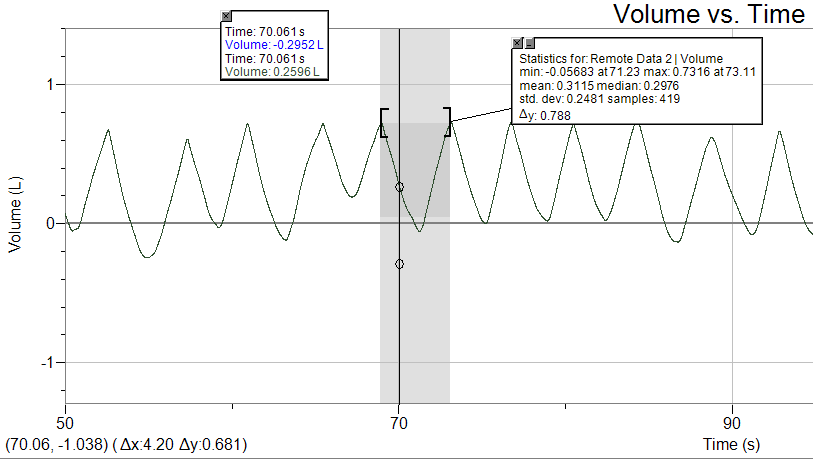 Volume vs. Time
Time: 70.061 s
Volume: -0.2952 L
Time: 70.061 s
Volume: 0.2596 L
Statistics for: Remote Data 2 | Volume
min: -0.05683 at 71.23 max: 0.7316 at 73.11
mean: 0.3115 median: 0.2976
std. dev: 0.2481 samples: 419
Δy: 0.788
Volume (L)
1
0
-1
50
70
90
(70.06, -1.038) ( Δx:4.20 Δy:0.681)
Time (s)